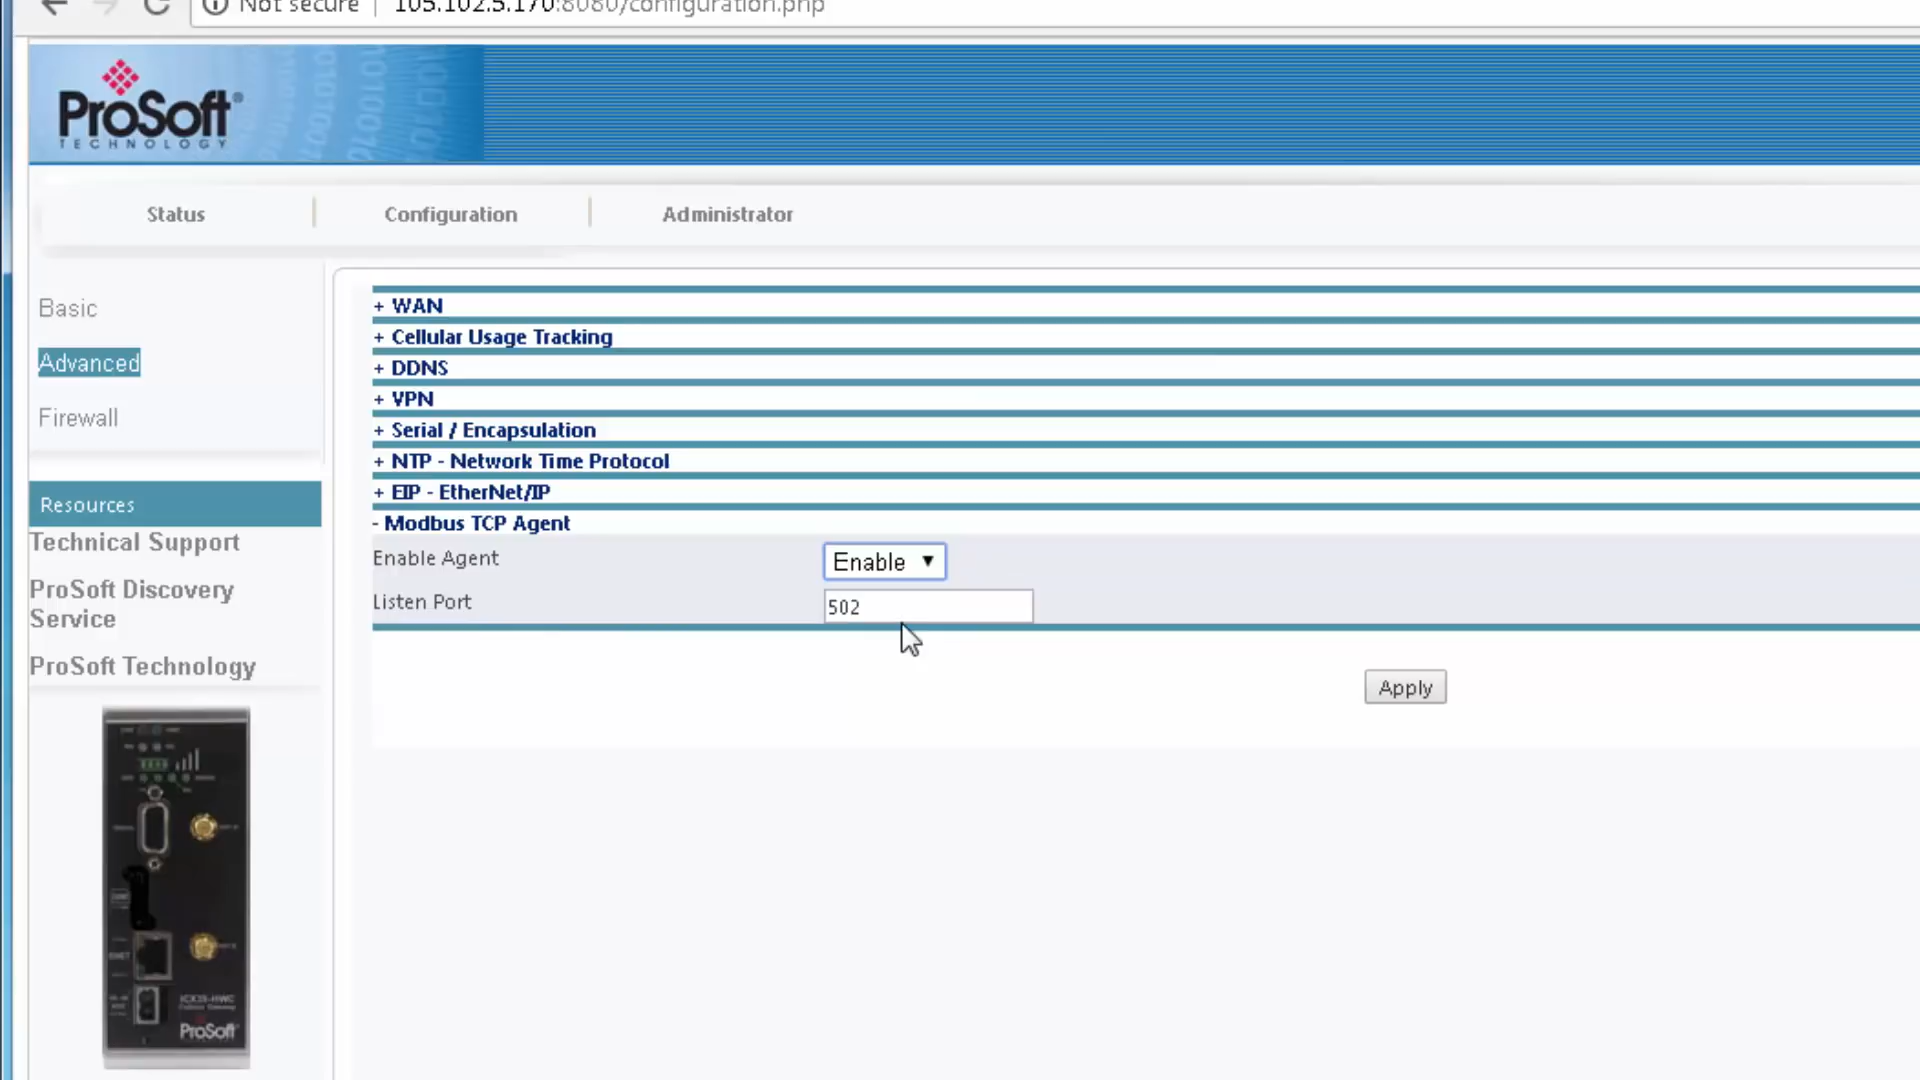 Not secure | 105.102.5.170:8080/configuration.php
ProSoft®
TECHNOLOGY
Status
Configuration
Administrator
Basic
Advanced
Firewall
Resources
Technical Support
ProSoft Discovery
Service
ProSoft Technology
+ WAN
+ Cellular Usage Tracking
+ DDNS
+ VPN
+ Serial / Encapsulation
+ NTP - Network Time Protocol
+ EIP - EtherNet/IP
- Modbus TCP Agent
Enable Agent
Enable
Listen Port
502
Apply
ICX35-HWC
ProSoft